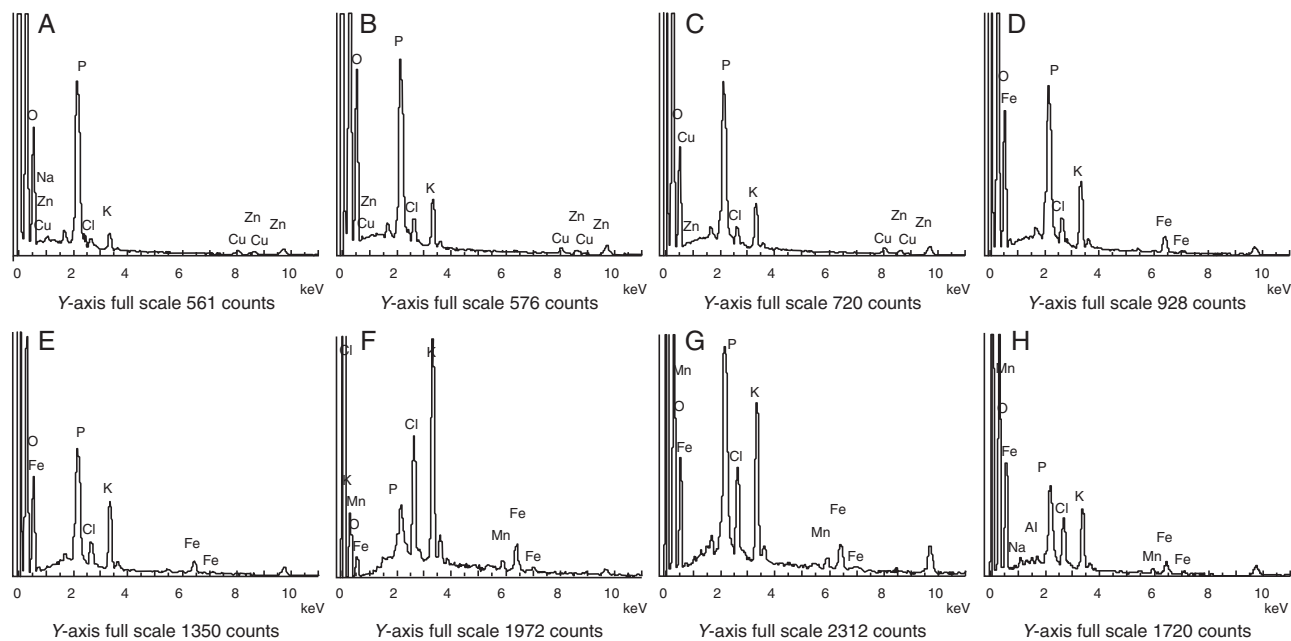 A
P
O
Na
Zn
Cu
Cl
K
Zn
Cu
Cu
Zn
0 2 4 6 8 10
keV
Y-axis full scale 561 counts
B
P
O
Zn
Cu
Cl
K
Zn
Cu
Cu
Zn
0 2 4 6 8 10
keV
Y-axis full scale 576 counts
C
P
O
Cu
Zn
Cl
K
Zn
Cu
Cu
Zn
0 2 4 6 8 10
keV
Y-axis full scale 720 counts
D
P
O
Fe
Cl
K
Fe
Fe
0 2 4 6 8 10
keV
Y-axis full scale 928 counts
E
O
P
Fe
K
Cl
Fe
Fe
0 2 4 6 8 10
keV
Y-axis full scale 1350 counts
F
Cl
K
Cl
K
Mn
P
O
Fe
Mn
Fe
Fe
0 2 4 6 8 10
keV
Y-axis full scale 1972 counts
G
P
Mn
K
O
Fe
Cl
Mn
Fe
Fe
0 2 4 6 8 10
keV
Y-axis full scale 2312 counts
H
Mn
O
Fe
P
Cl
K
Al
Na
Mn
Fe
Fe
0 2 4 6 8 10
keV
Y-axis full scale 1720 counts